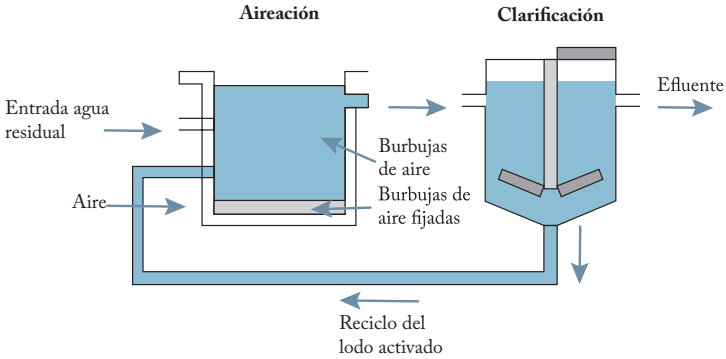 Aireación
Clarificación
Entrada agua
residual
Efluente
Burbujas
de aire
Aire
Burbujas de
aire fijadas
Reciclo del
lodo activado